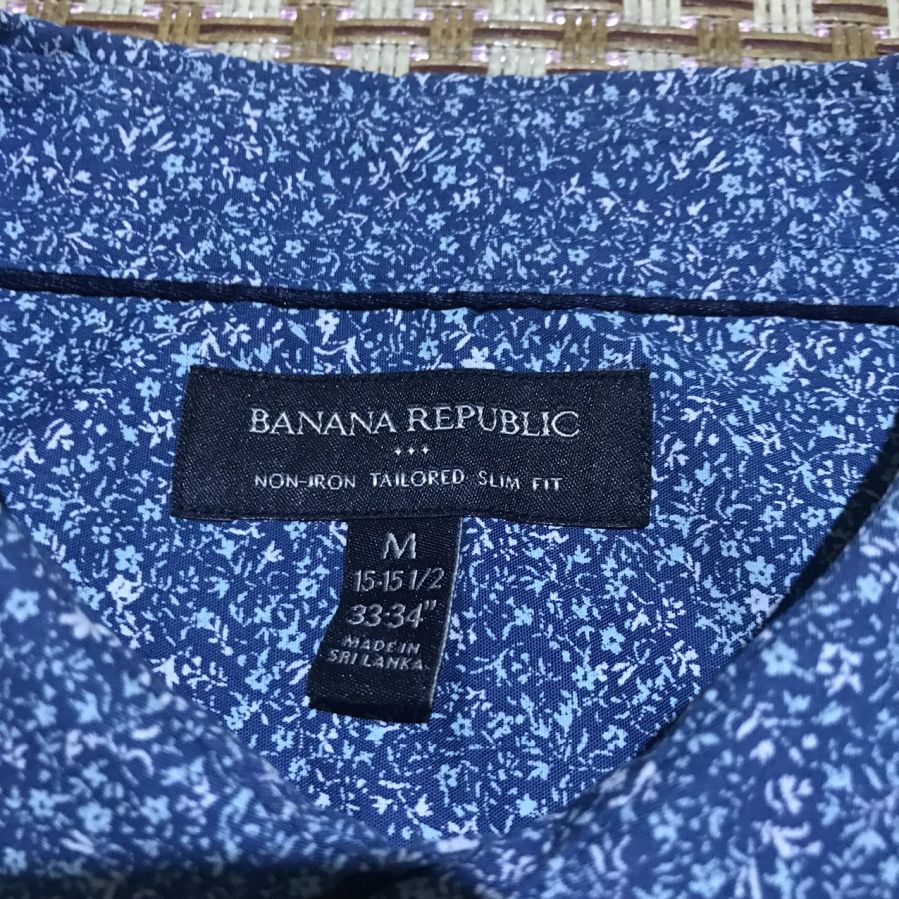 BANANA REPUBLIC
NON-IRON TAILORED SLIM FIT
M
15-15 1/2
33-34"
MADE IN
SRI LANKA